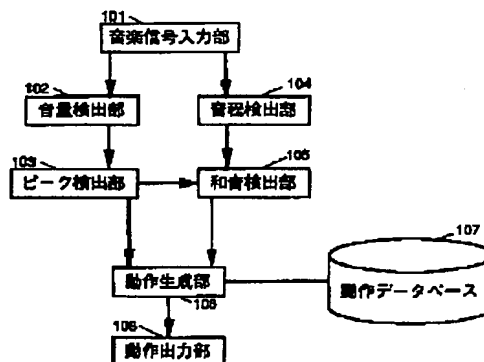 101
音楽信号入力部
102
音量検出部
104
音程検出部
103
ピーク検出部
105
和音検出部
107
動作生成部
動作データベース
動作出力部